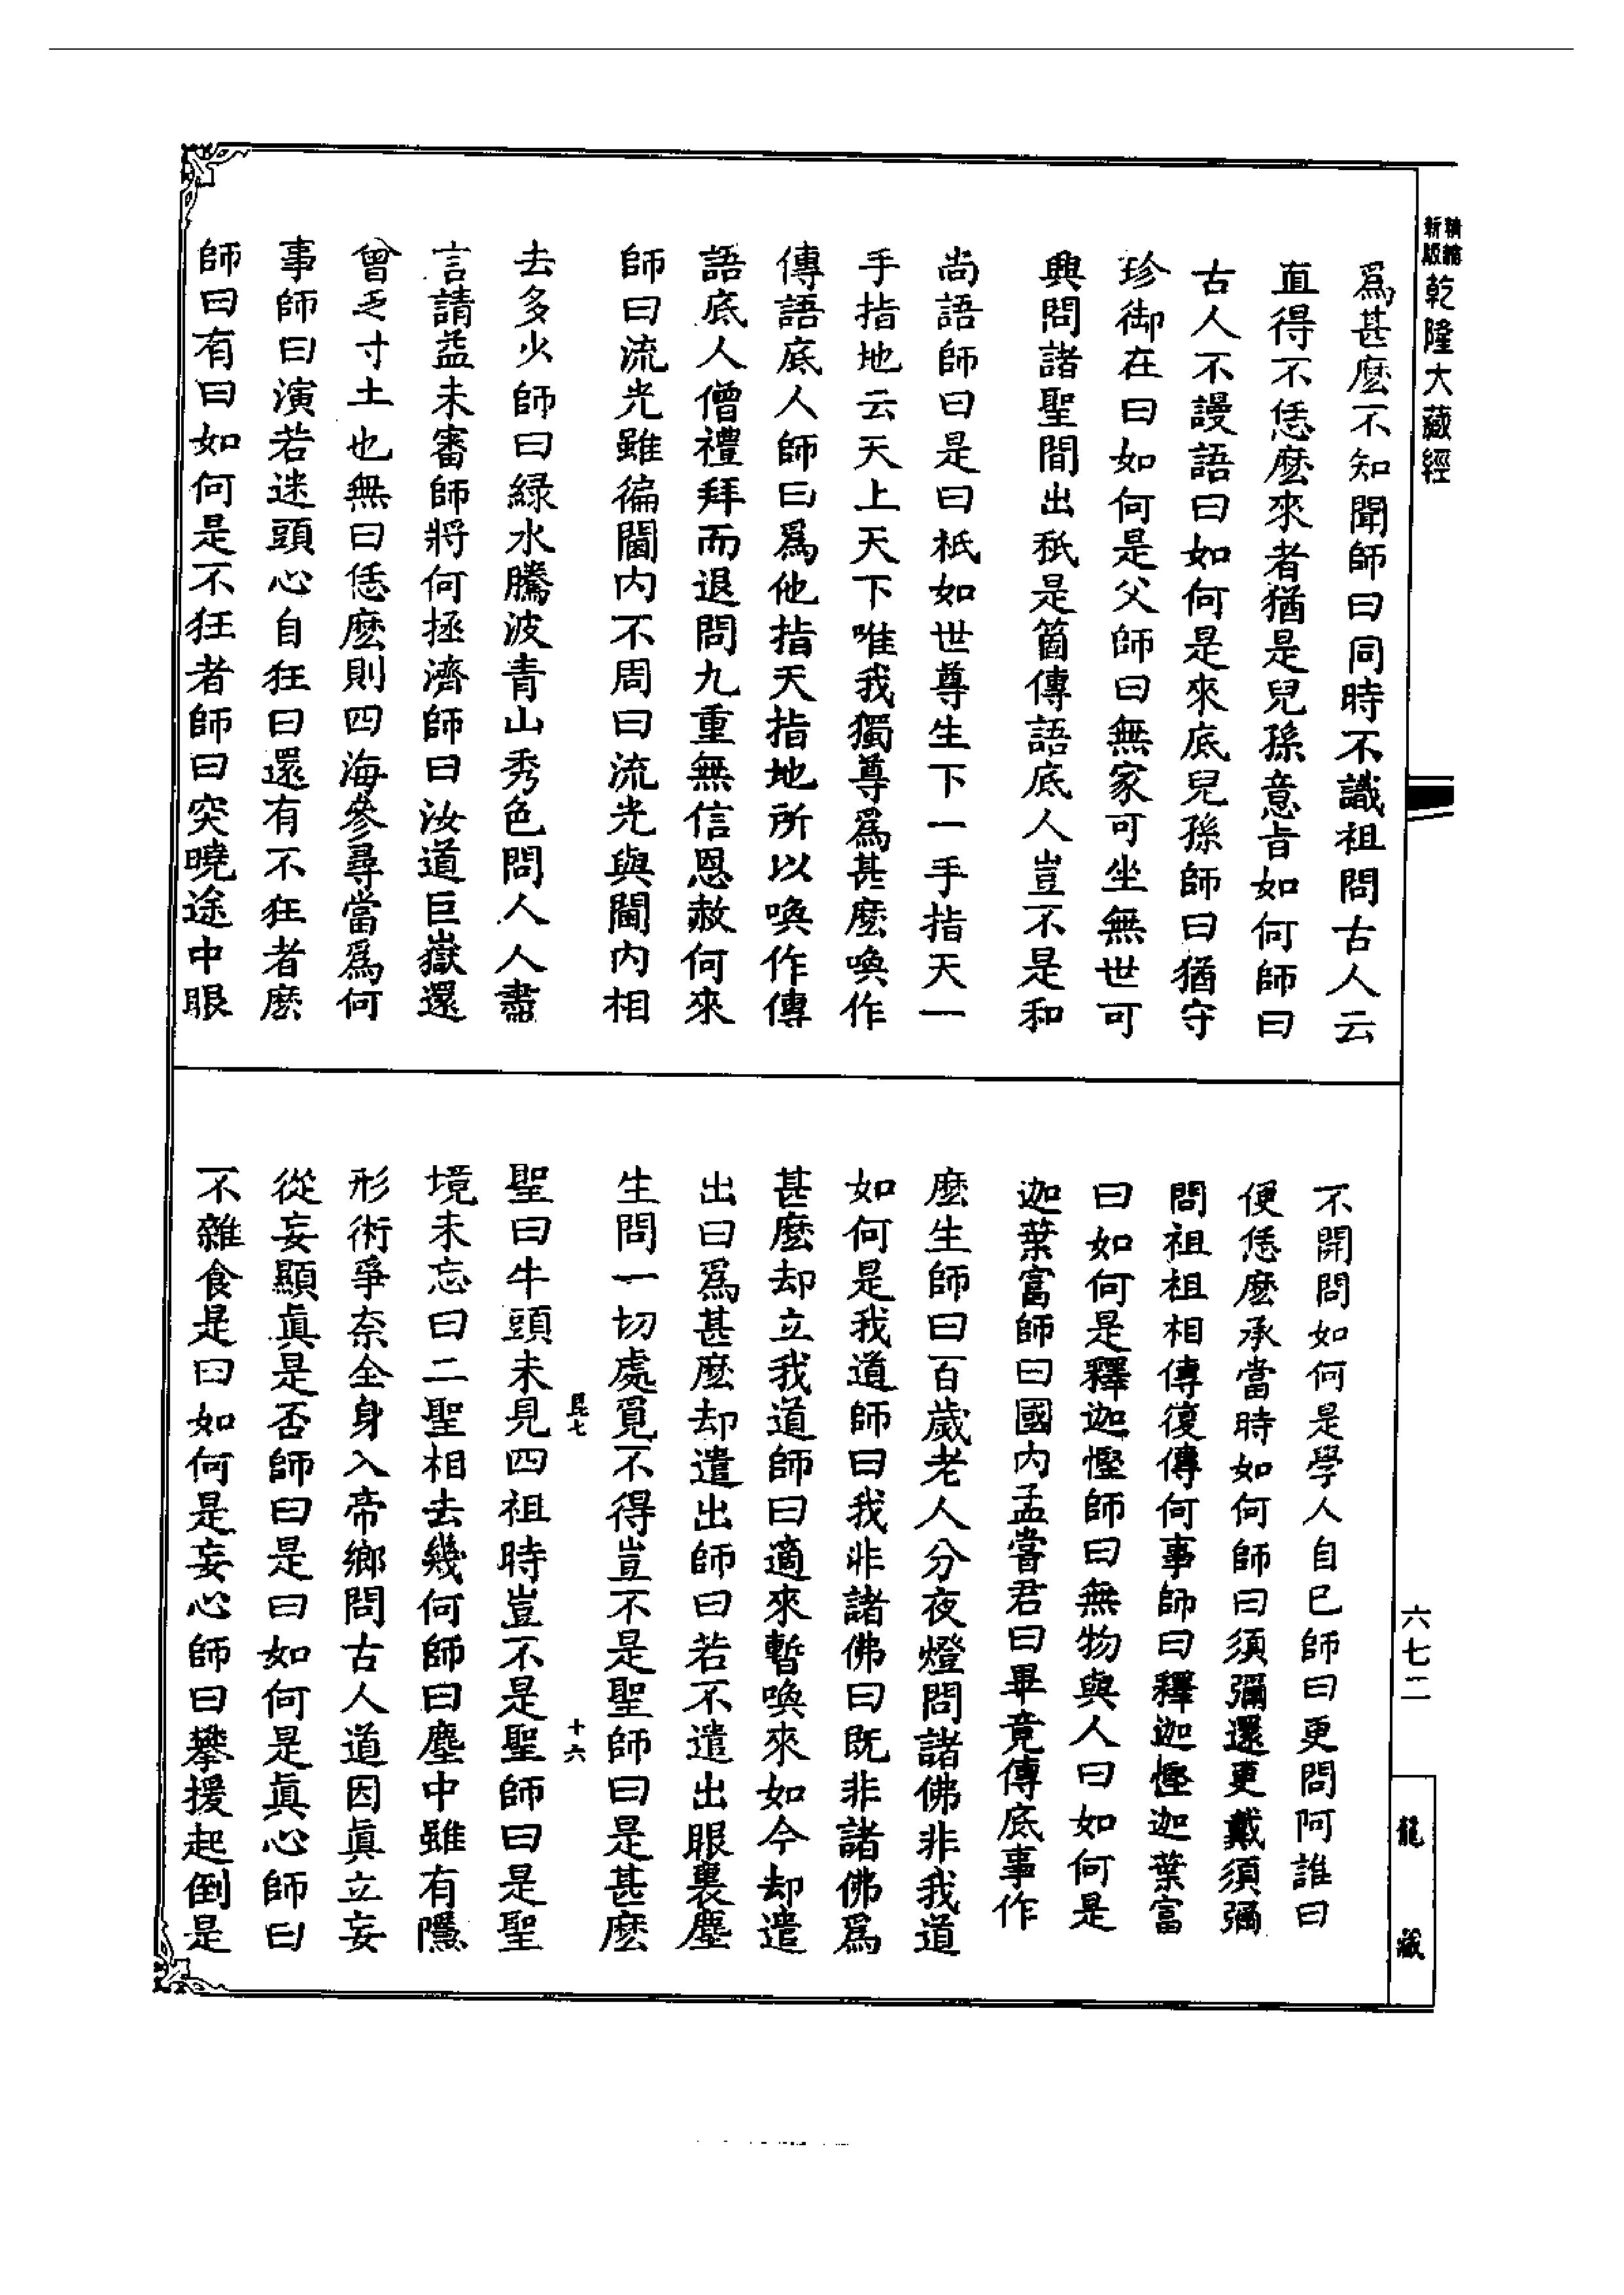 精縮
新版
乾隆大藏經
爲甚麽不知聞師曰同時不識祖問古人云
直得不恁麽來者猶是兒孫意旨如何師曰
古人不謾語曰如何是來底兒孫師曰猶守
珍御在曰如何是父師曰無家可坐無世可
興問諸聖間出秖是箇傳語底人豈不是和
尚語師曰是曰祇如世尊生下一手指天一
手指地云天上天下唯我獨尊爲甚麽喚作
傳語底人師曰爲他指天指地所以喚作傳
語底人僧禮拜而退問九重無信恩赦何來
師曰流光雖徧閫内不周曰流光與閫内相
去多少師曰綠水騰波青山秀色問人人盡
言請益未審師將何拯濟師曰汝道巨嶽還
曾乏寸土也無曰恁麽則四海參尋當爲何
事師曰演若迷頭心自狂曰還有不狂者麽
師曰有曰如何是不狂者師曰突曉途中眼
六七二
龍藏
不開問如何是學人自已師曰更問阿誰曰
便恁麽承當時如何師曰須彌還更戴須彌
問祖祖相傳復傳何事師曰釋迦慳迦葉富
曰如何是釋迦慳師曰無物與人曰如何是
迦葉富師曰國内孟嘗君曰畢竟傳底事作
麽生師曰百歲老人分夜燈問諸佛非我道
如何是我道師曰我非諸佛曰既非諸佛爲
甚麽却立我道師曰適來暫喚來如今却遣
出曰爲甚麽却遣出師曰若不遣出眼裏塵
生問一切處覓不得豈不是聖師曰是甚麽
昆七
十六
聖曰牛頭未見四祖時豈不是聖師曰是聖
境未忘曰二聖相去幾何師曰塵中雖有隱
形術爭奈全身入帝鄉問古人道因眞立妄
從妄顯眞是否師曰是曰如何是眞心師曰
不雜食是曰如何是妄心師曰攀援起倒是